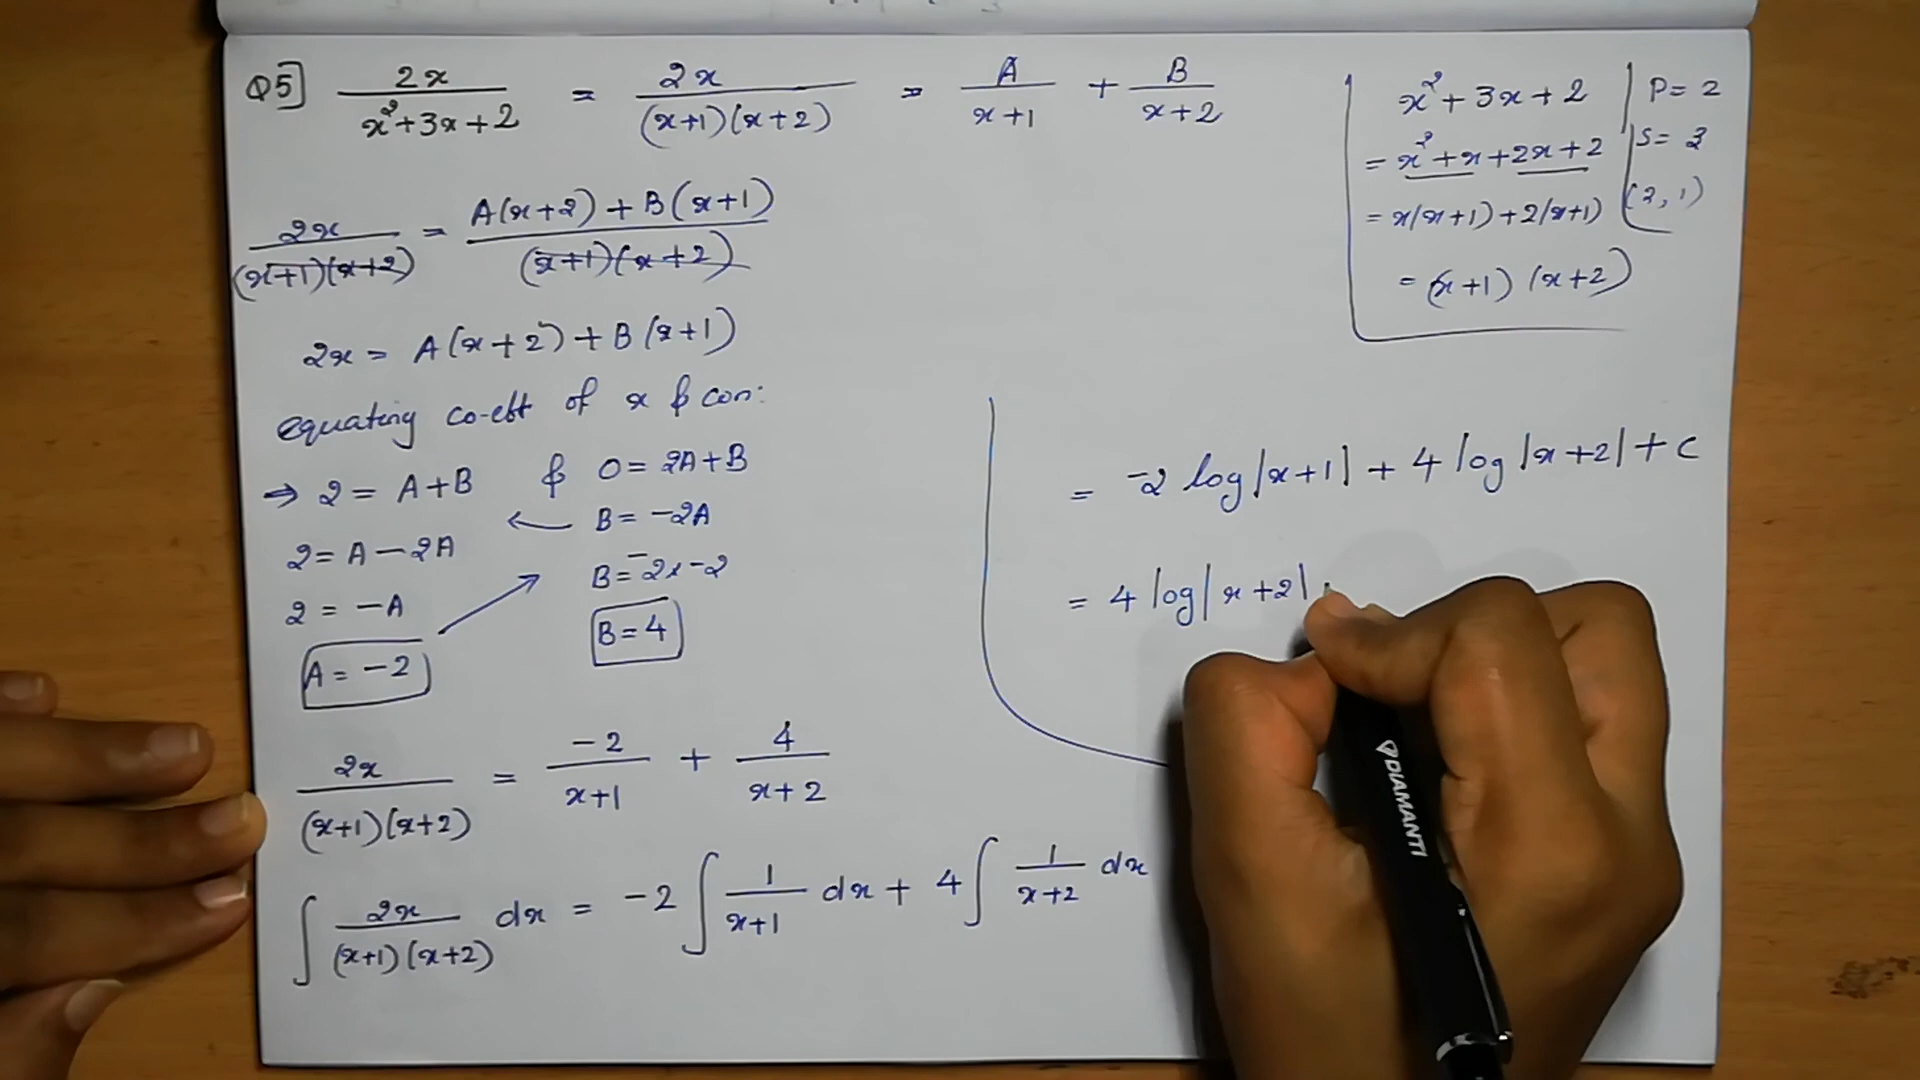 Q5] 2x / x²+3x+2 = 2x / (x+1)(x+2) = A / x+1 + B / x+2
2x / (x+1)(x+2) = A(x+2) + B(x+1) / (x+1)(x+2)
2x = A(x+2) + B(x+1)
equating co-eft of x & con:
⇒ 2 = A+B & 0 = 2A+B
2 = A-2A ← B = -2A
2 = -A B = -2x-2
A = -2 B = 4
2x / (x+1)(x+2) = -2 / x+1 + 4 / x+2
∫ 2x / (x+1)(x+2) dx = -2 ∫ 1 / x+1 dx + 4 ∫ 1 / x+2 dx
x²+3x+2 P= 2
= x²+x+2x+2 S= 3
= x(x+1)+2(x+1) (2,1)
= (x+1) (x+2)
= -2 log|x+1| + 4 log|x+2| + c
= 4 log|x+2|
DIAMANTI